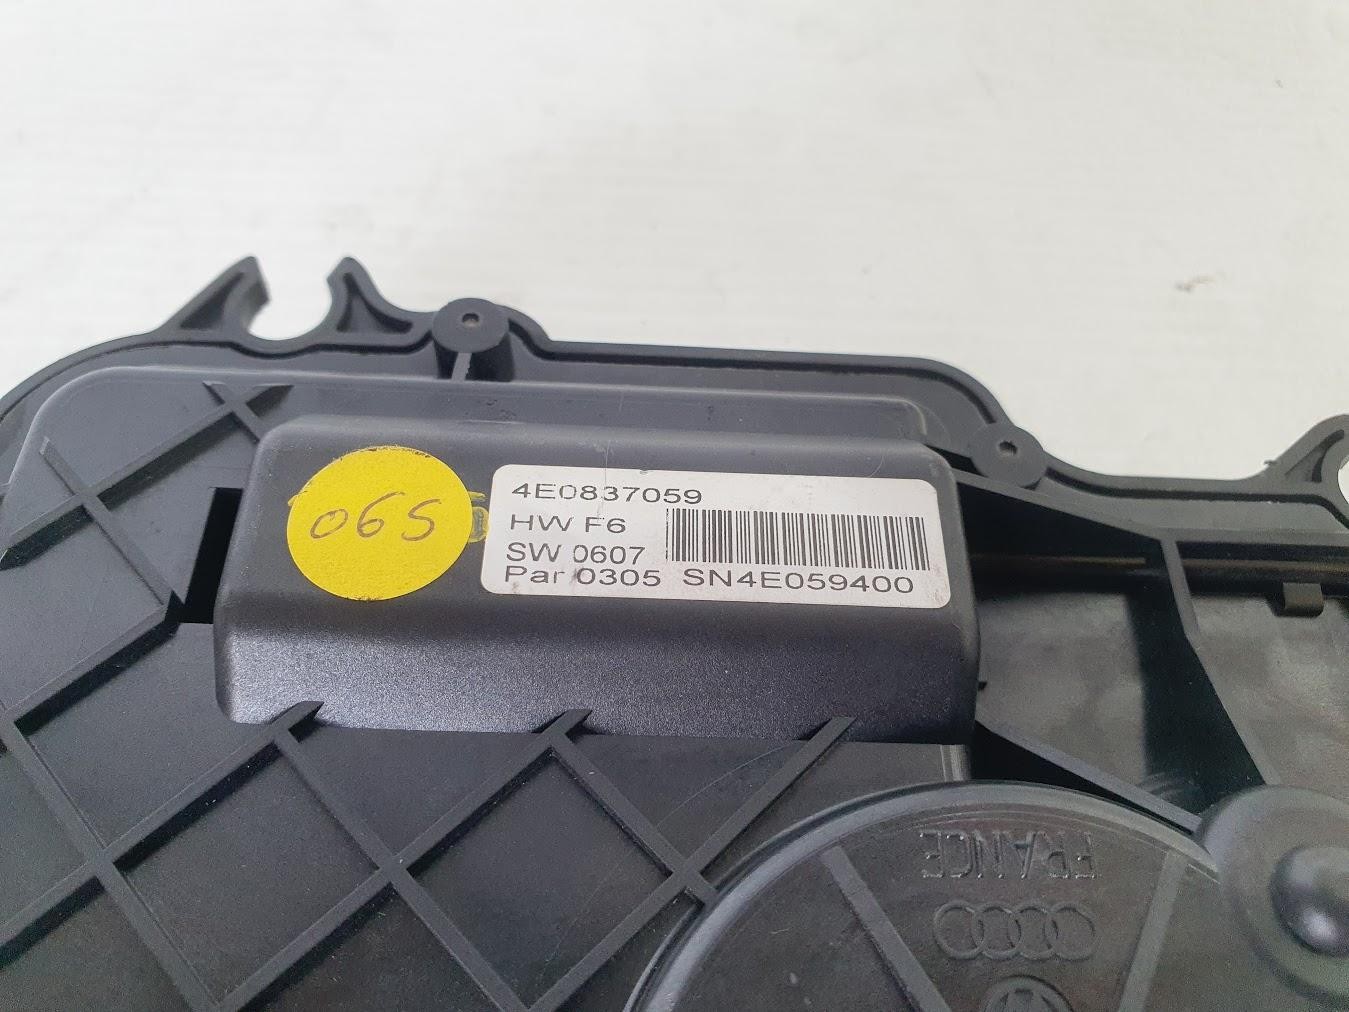 06S
4E0837059
HW F6
SW 0607
Par 0305 SN4E059400
FRANCE